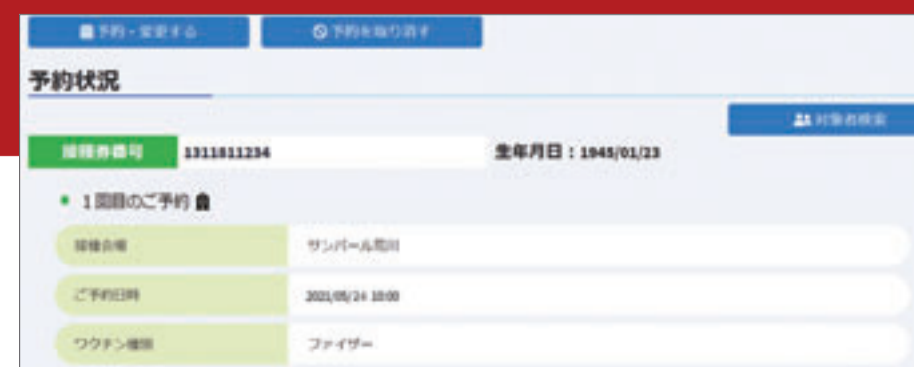 予約・変更する
予約を取り消す
予約状況
対象者検索
接種券番号 1311811234 生年月日：1945/01/23
1回目のご予約
接種会場 サンパール荒川
ご予約日時 2021/05/24 10:00
ワクチン種類 ファイザー